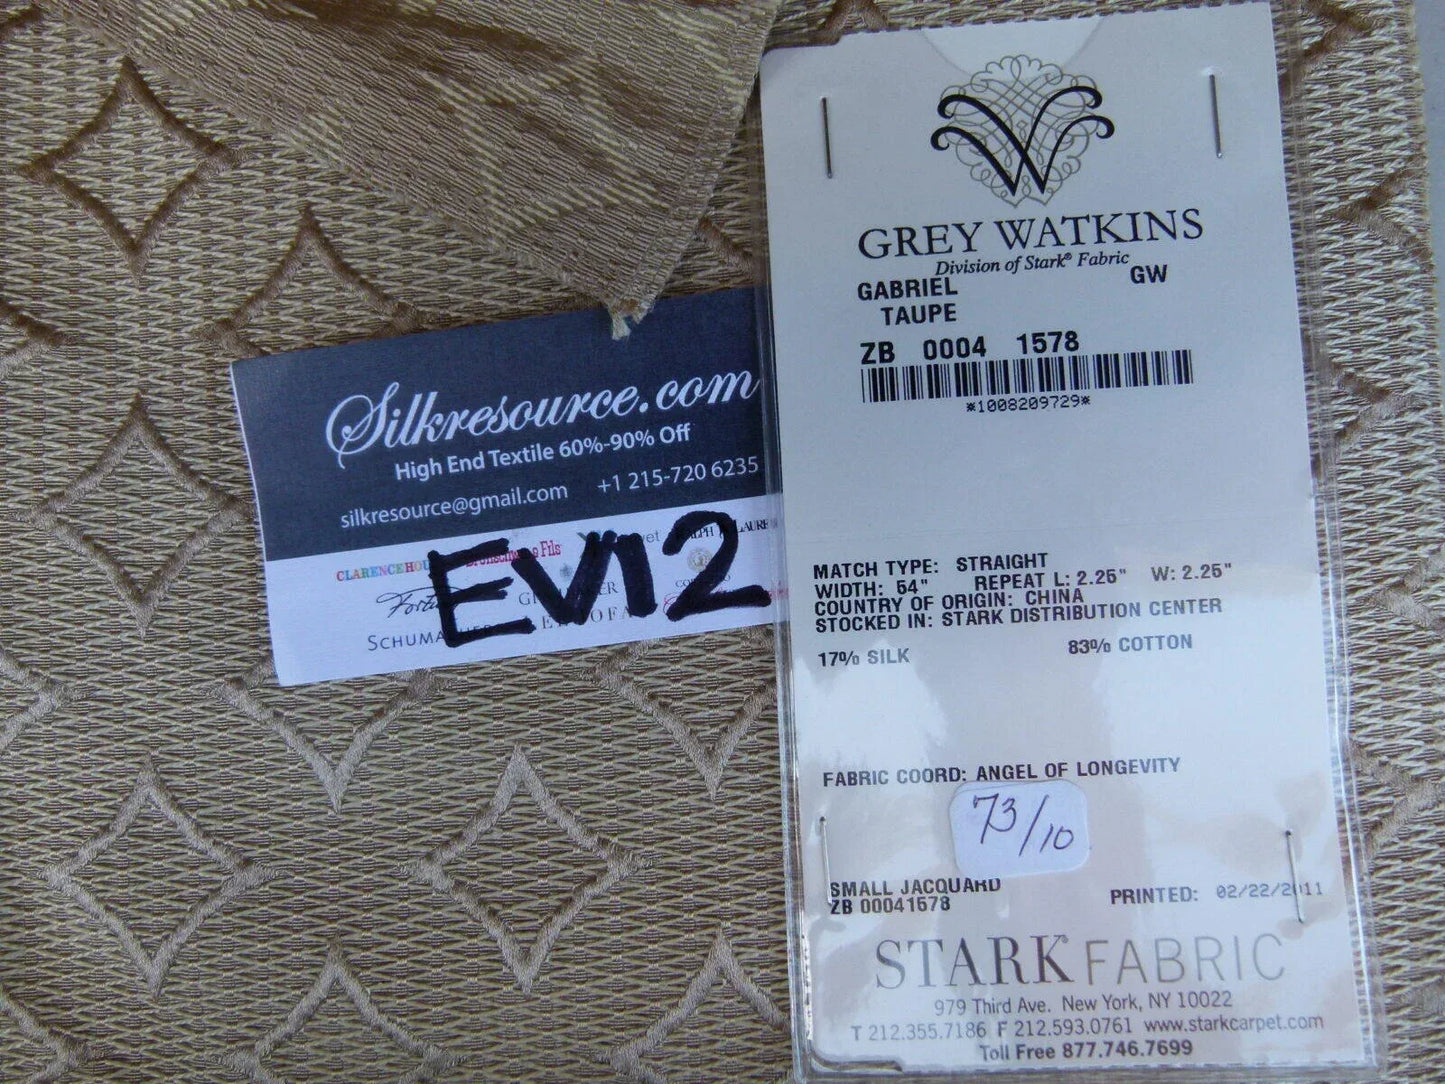 Silkresource.com
High End Textile 60%-90% Off
silkresource@gmail.com +1 215-720 6235
CLARENCE
Fils
SCHUMA
EV12
GREY WATKINS
Division of Stark® Fabric
GABRIEL GW
TAUPE
ZB 0004 1578
*1008209729*
MATCH TYPE: STRAIGHT
WIDTH: 54" REPEAT L: 2.25" W: 2.25"
COUNTRY OF ORIGIN: CHINA
STOCKED IN: STARK DISTRIBUTION CENTER
17% SILK 83% COTTON
FABRIC COORD: ANGEL OF LONGEVITY
73/10
SMALL JACQUARD
ZB 00041578 PRINTED: 02/22/2011
STARK FABRIC
979 Third Ave. New York, NY 10022
T 212.355.7186 F 212.593.0761 www.starkcarpet.com
Toll Free 877.746.7699